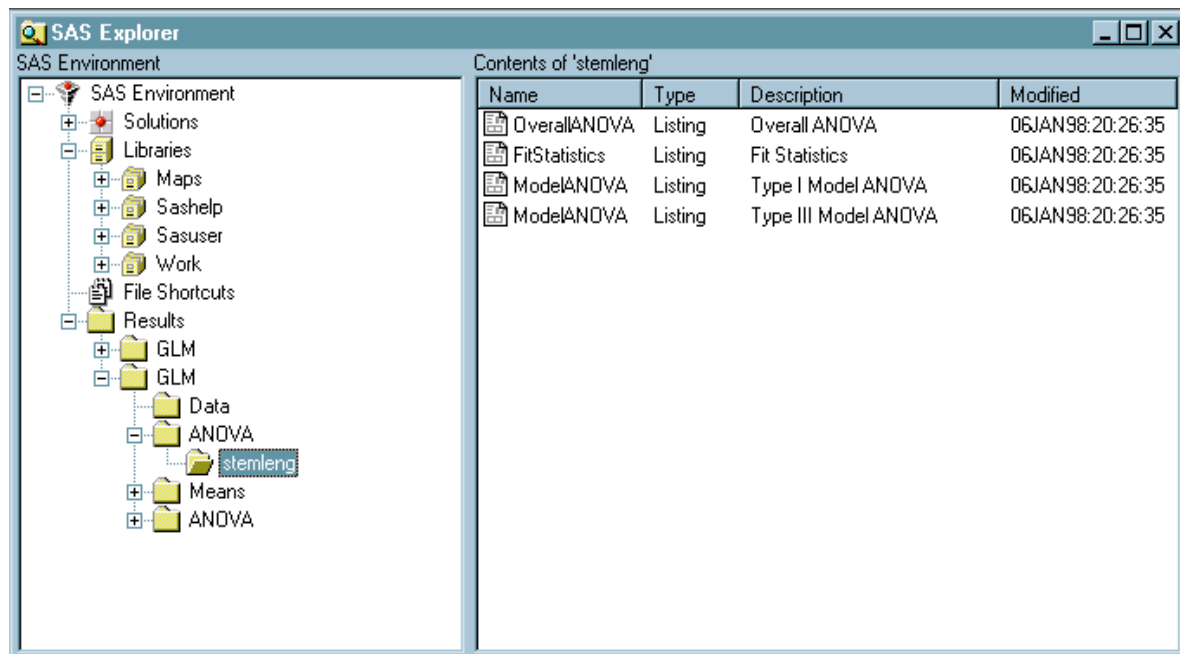 SAS Explorer
SAS Environment
SAS Environment
Solutions
Libraries
Maps
Sashelp
Sasuser
Work
File Shortcuts
Results
GLM
GLM
Data
ANOVA
stemleng
Means
ANOVA
Contents of 'stemleng'
Name Type Description Modified
OverallANOVA Listing Overall ANOVA 06JAN98:20:26:35
FitStatistics Listing Fit Statistics 06JAN98:20:26:35
ModelANOVA Listing Type I Model ANOVA 06JAN98:20:26:35
ModelANOVA Listing Type III Model ANOVA 06JAN98:20:26:35